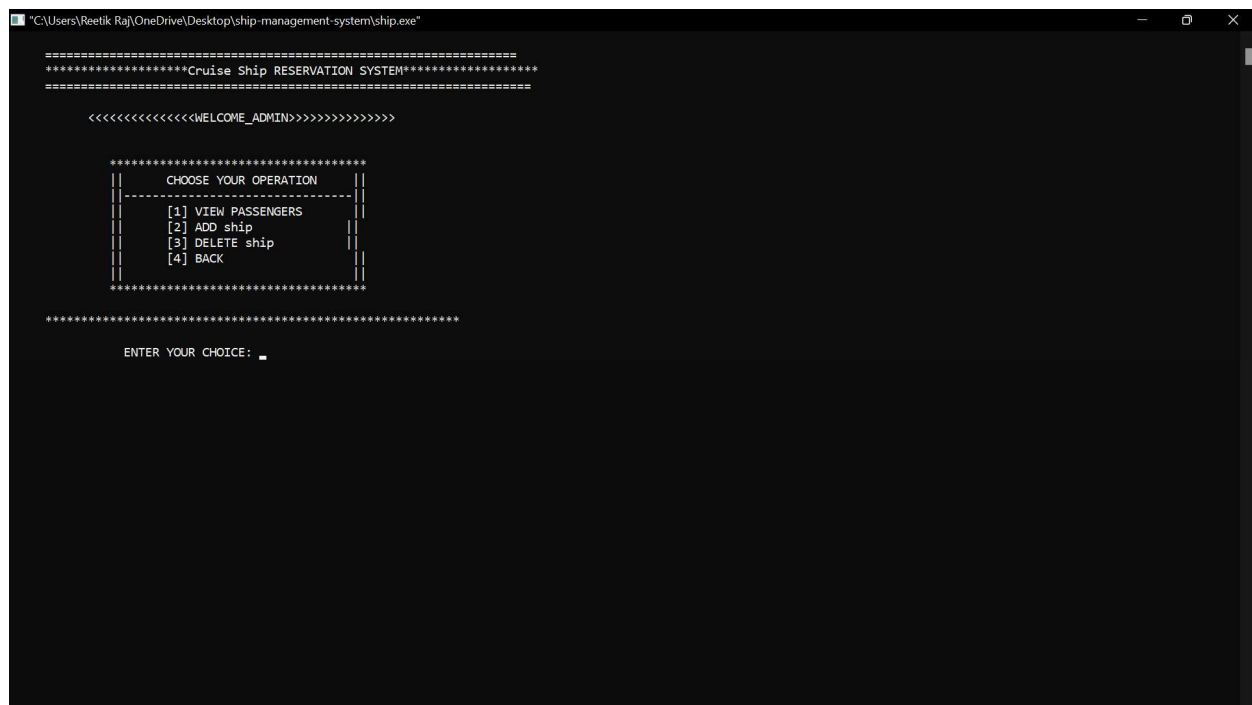 "C:\Users\Reetik Raj\OneDrive\Desktop\ship-management-system\ship.exe"
==================================================================
********************Cruise Ship RESERVATION SYSTEM*******************
====================================================================
<<<<<<<<<<<<<<<WELCOME_ADMIN>>>>>>>>>>>>>>>
************************************
||      CHOOSE YOUR OPERATION     ||
||--------------------------------||
||      [1] VIEW PASSENGERS       ||
||      [2] ADD ship             ||
||      [3] DELETE ship          ||
||      [4] BACK                  ||
||                                ||
************************************
**********************************************************
ENTER YOUR CHOICE: _